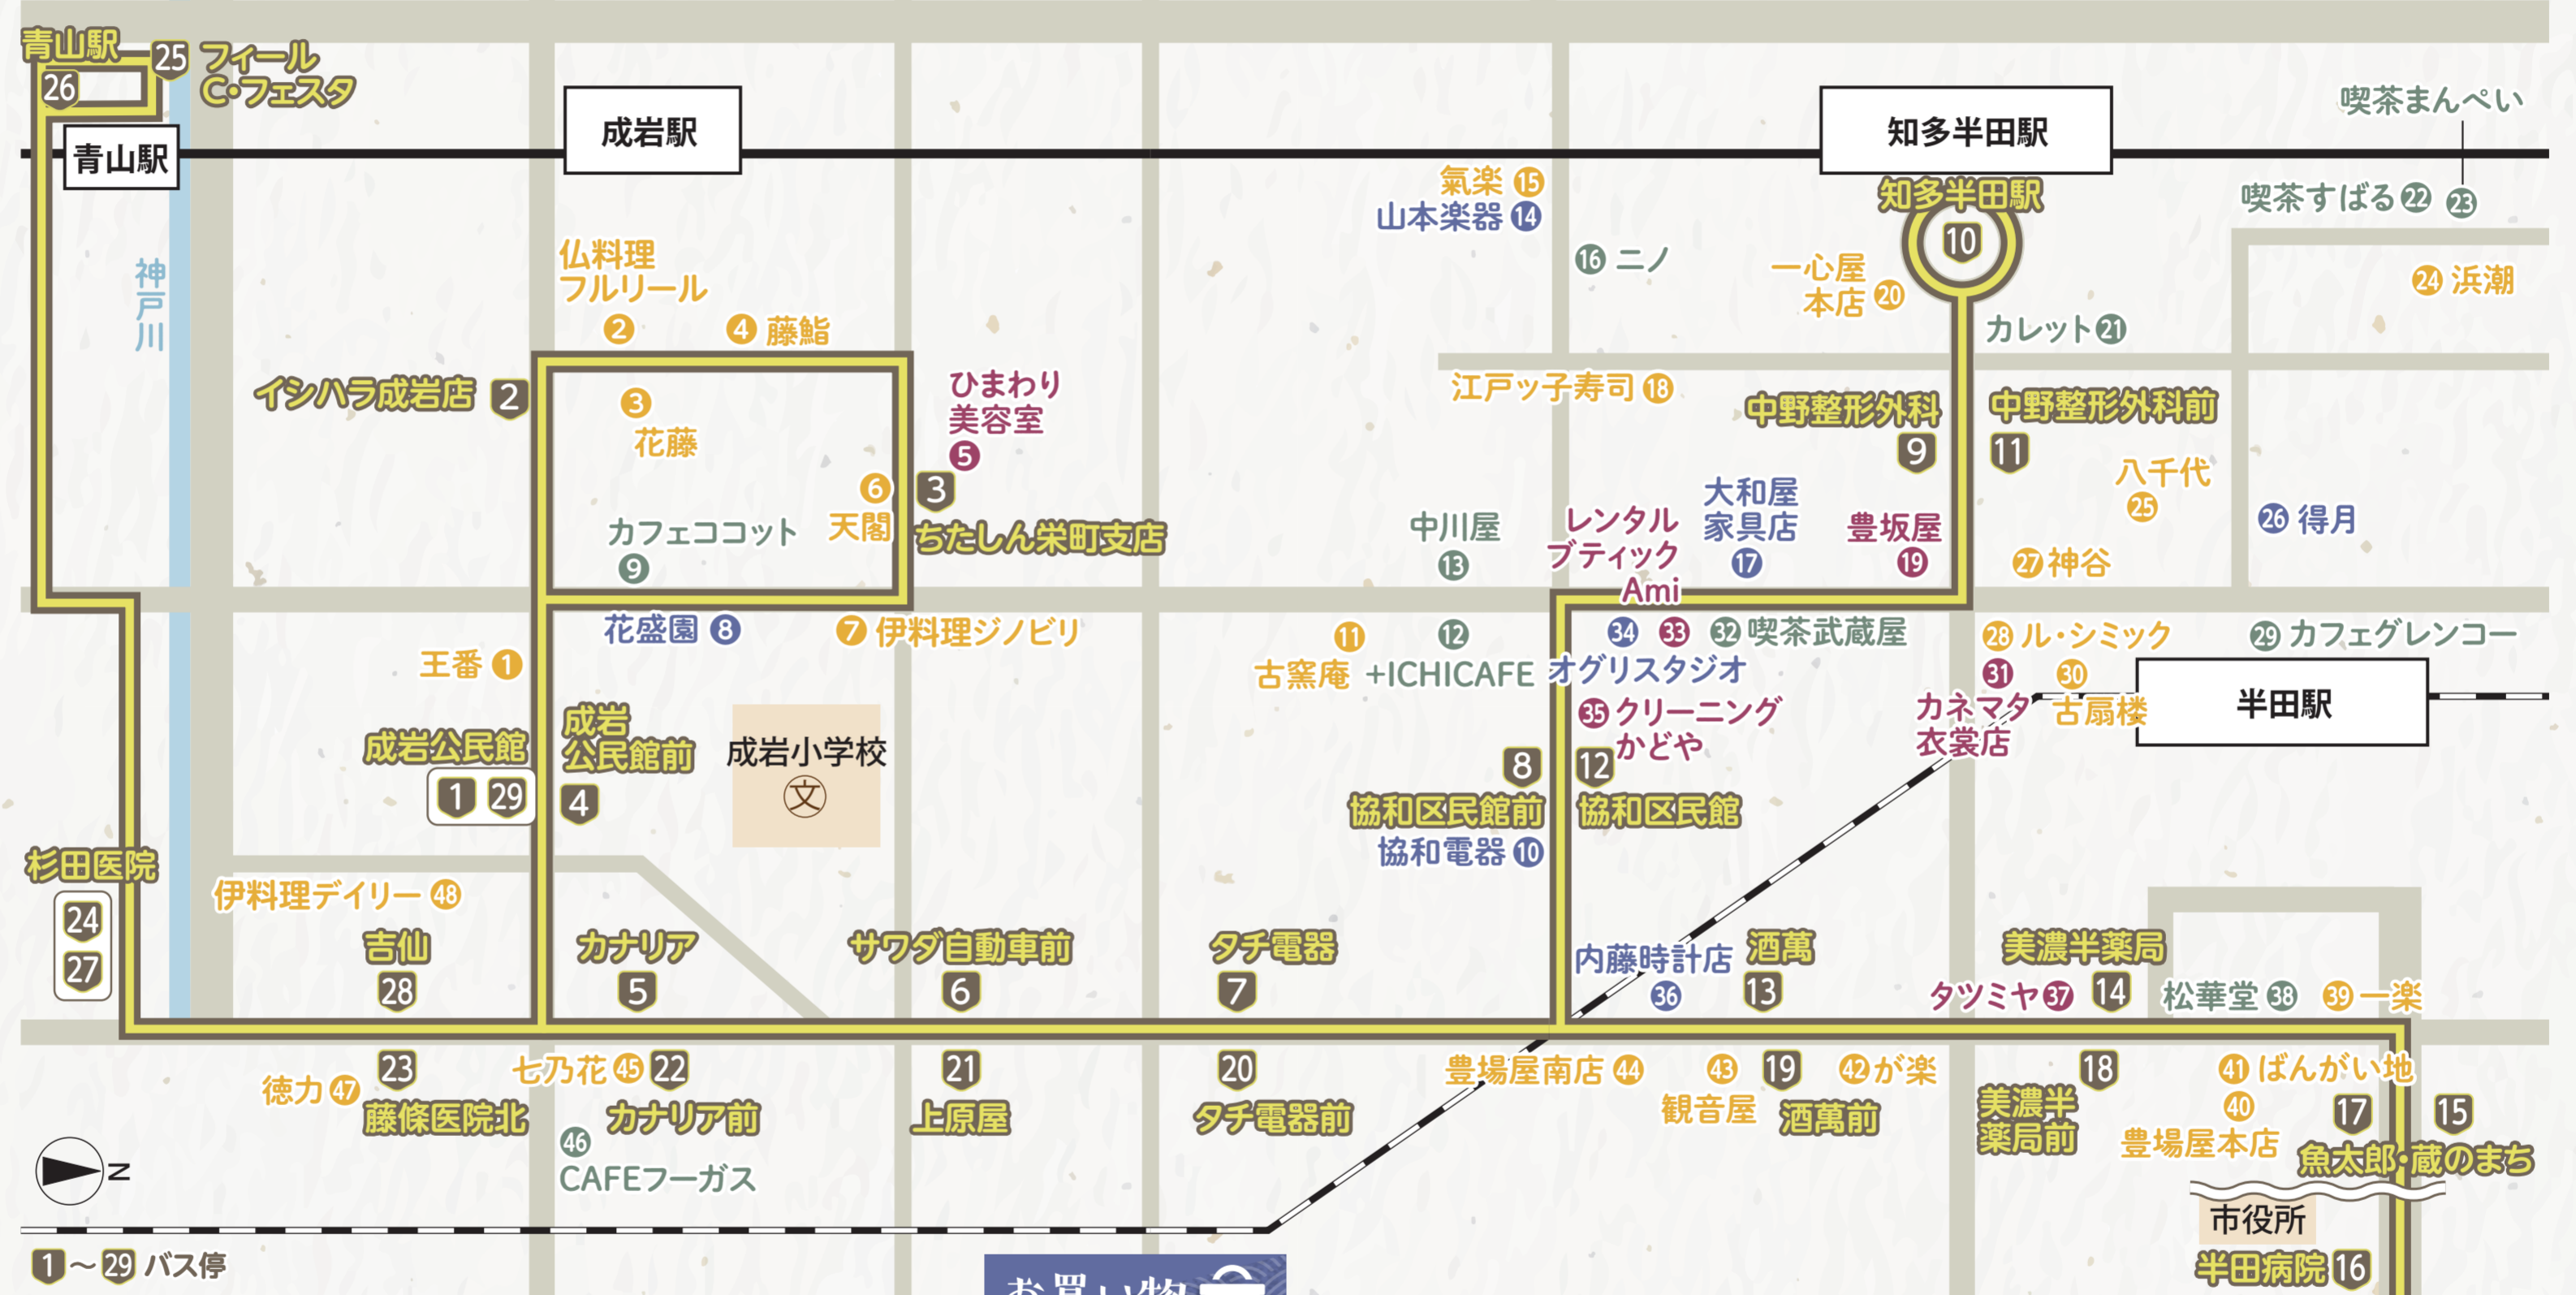 青山駅
25 フィール
C・フェスタ
26
青山駅
成岩駅
知多半田駅
知多半田駅
10
喫茶まんぺい
喫茶すばる 22 23
氣楽 15
山本楽器 14
16 ニノ
一心屋
本店 20
24 浜潮
カレット 21
神戸川
仏料理
フルリール
2
4 藤鮨
イシハラ成岩店 2
3
花藤
ひまわり
美容室
5
6
天閣
3
ちたしん栄町支店
カフェココット
9
江戸ッ子寿司 18
中野整形外科
9
中野整形外科前
11
八千代
25
26 得月
中川屋
13
レンタル
ブティック
Ami
大和屋
家具店
17
豊坂屋
19
27 神谷
花盛園 8
7 伊料理ジノビリ
王番 1
11
古窯庵
12
+ICHICAFE
34 33 32 喫茶武蔵屋
オグリスタジオ
28 ル・シミック
29 カフェグレンコー
31
カネマタ
衣裳店
30
古扇楼
半田駅
35 クリーニング
かどや
成岩公民館
1 29
成岩
公民館前
4
成岩小学校
文
8
協和区民館前
12
協和区民館
協和電器 10
杉田医院
24
27
伊料理デイリー 48
吉仙
28
カナリア
5
サワダ自動車前
6
タチ電器
7
内藤時計店
36
酒萬
13
美濃半薬局
タツミヤ 37 14
松華堂 38
39 一楽
徳力 47
23
藤條医院北
七乃花 45 22
カナリア前
46
CAFEフーガス
21
上原屋
20
タチ電器前
豊場屋南店 44
43
観音屋
19
酒萬前
42 が楽
18
美濃半
薬局前
41 ばんがい地
40
豊場屋本店
17 15
魚太郎・蔵のまち
市役所
半田病院 16
N
1〜29 バス停
お買い物